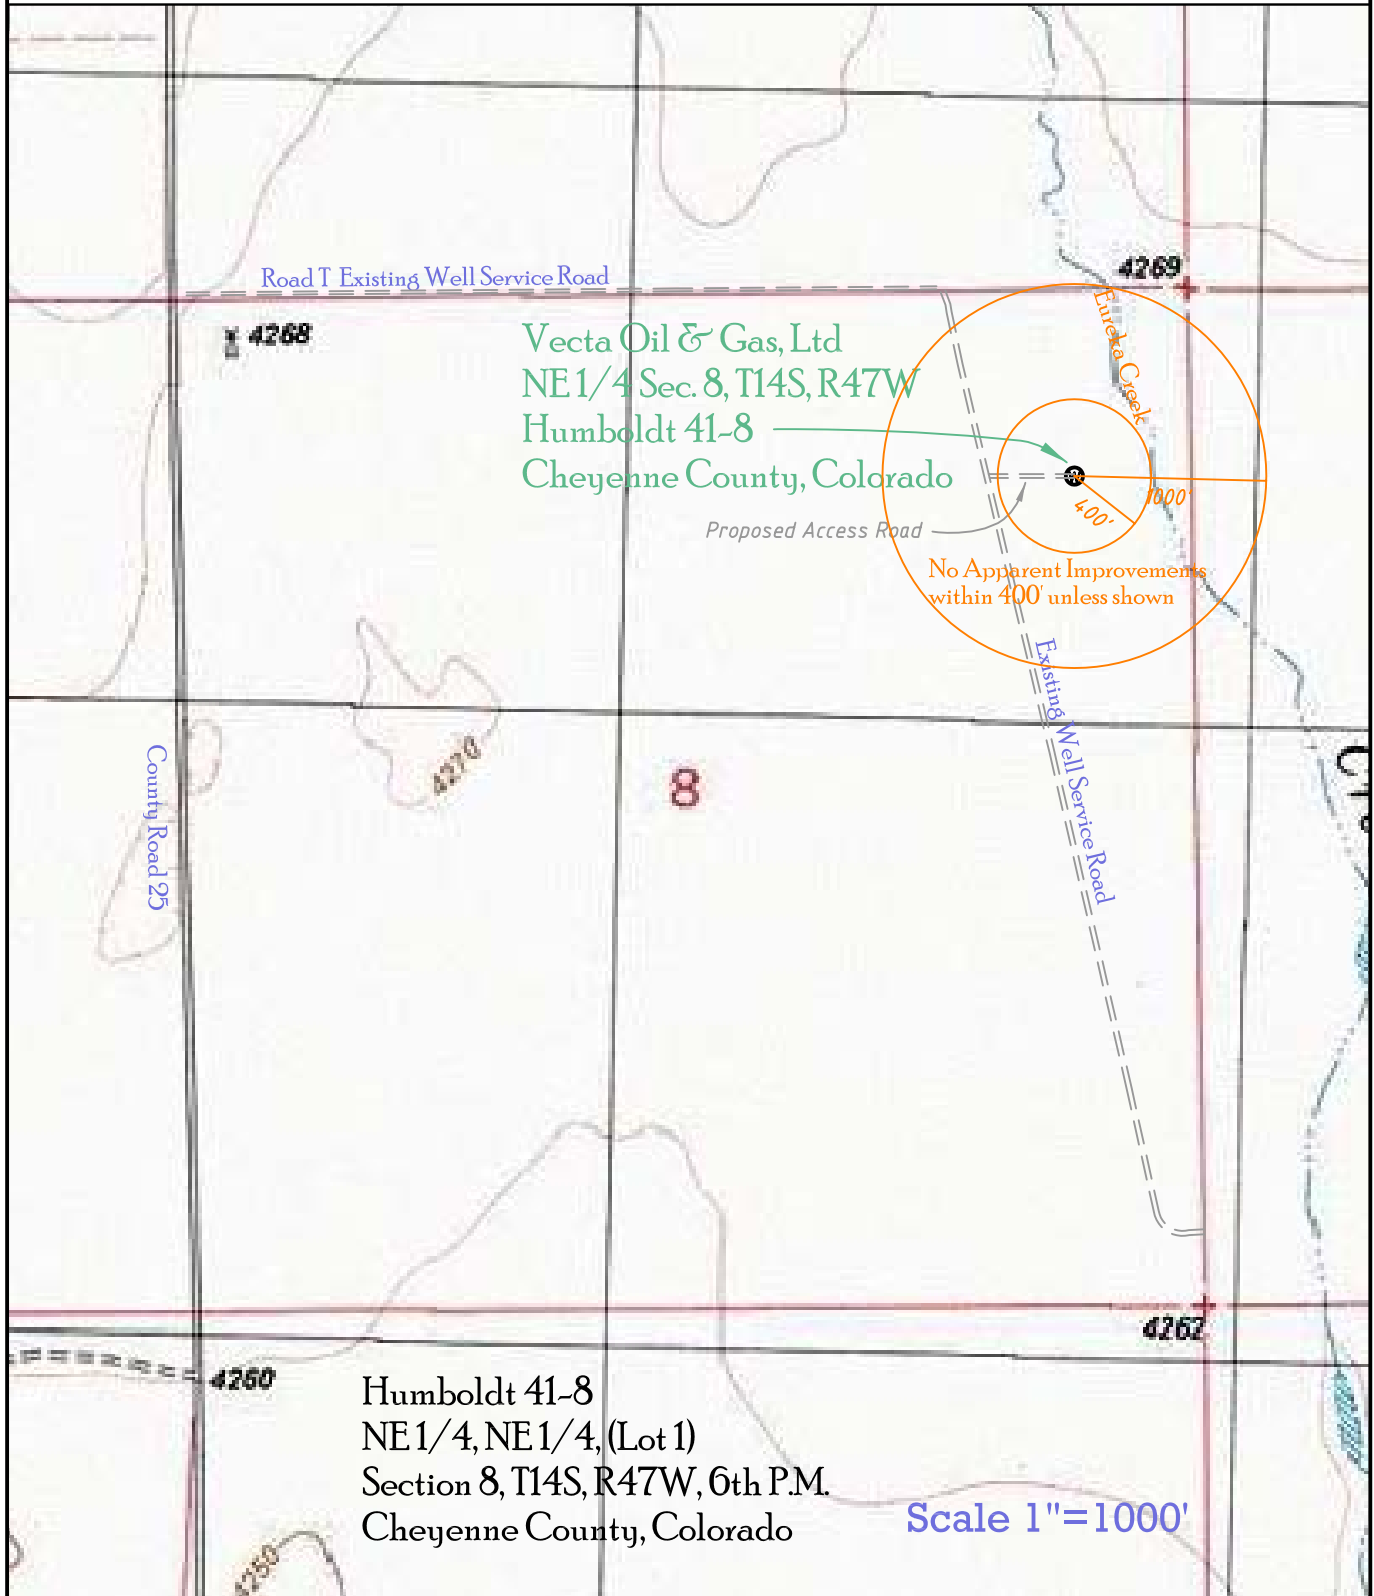 4269
Road T Existing Well Service Road
4268
Eureka Creek
Vecta Oil & Gas, Ltd
NE 1/4 Sec. 8, T14S, R47W
Humboldt 41-8
Cheyenne County, Colorado
1000'
400'
Proposed Access Road
No Apparent Improvements
within 400' unless shown
Existing Well Service Road
County Road 25
4270
8
4262
4260
Humboldt 41-8
NE 1/4, NE 1/4, (Lot 1)
Section 8, T14S, R47W, 6th P.M.
Cheyenne County, Colorado
Scale 1"=1000'
4250